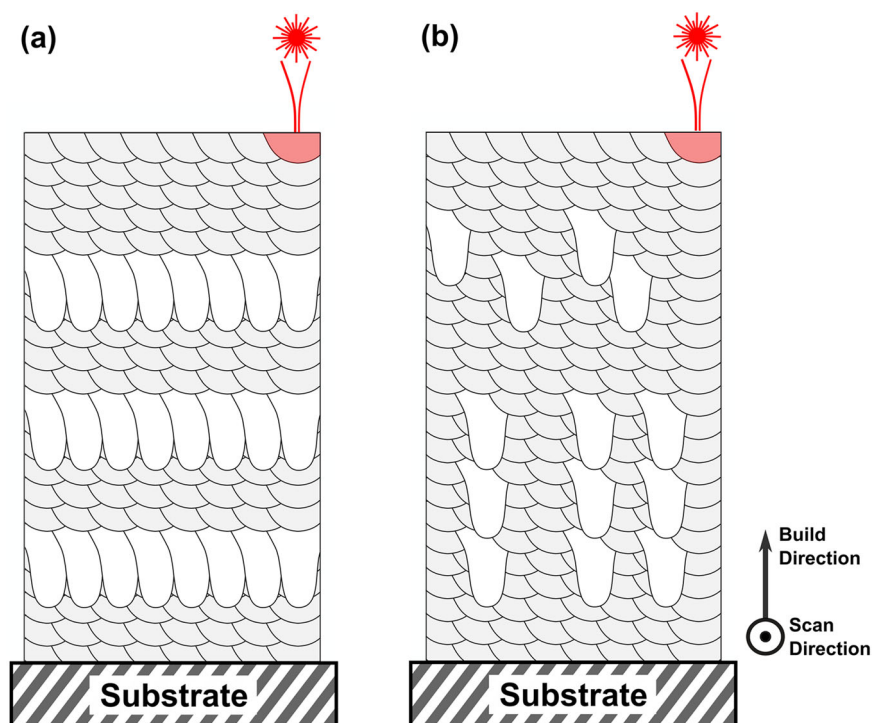 (a)
(b)
Build
Direction
Scan
Direction
Substrate
Substrate